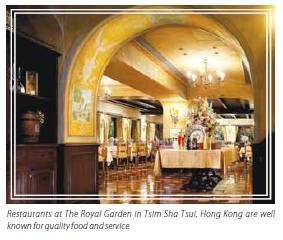 Restaurants at The Royal Garden in Tsim Sha Tsui, Hong Kong are well
known for quality food and service